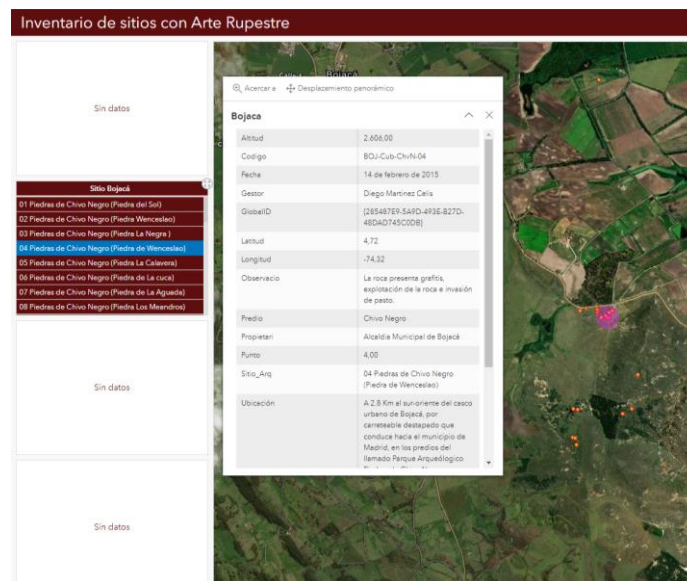 Inventario de sitios con Arte Rupestre
Sin datos
Sitio Bojacá
01 Piedras de Chivo Negro (Piedra del Sol)
02 Piedras de Chivo Negro (Piedra Wenceslao)
03 Piedras de Chivo Negro (Piedra La Negra )
04 Piedras de Chivo Negro (Piedra de Wenceslao)
05 Piedras de Chivo Negro (Piedra La Calavera)
06 Piedras de Chivo Negro (Piedra de La cuca)
07 Piedras de Chivo Negro (Piedra de La Aguada)
08 Piedras de Chivo Negro (Piedra Los Meandros)
Sin datos
Sin datos
Bojacá
Acercar a Desplazamiento panorámico
Bojaca
Altitud 2.606,00
Codigo BOJ-Cub-ChvN-04
Fecha 14 de febrero de 2015
Gestor Diego Martinez Celis
GlobalID {285487E9-5A9D-493E-B27D-
48DAD745C0DB}
Latitud 4,72
Longitud -74,32
Observacio La roca presenta grafitis,
explotación de la roca e invasión
de pasto.
Predio Chivo Negro
Propietari Alcaldía Municipal de Bojacá
Punto 4,00
Sitio_Arq 04 Piedras de Chivo Negro
(Piedra de Wenceslao)
Ubicación A 2.8 Km al sur-oriente del casco
urbano de Bojacá, por
carreteable destapado que
conduce hacia el municipio de
Madrid, en los predios del
llamado Parque Arqueólogico